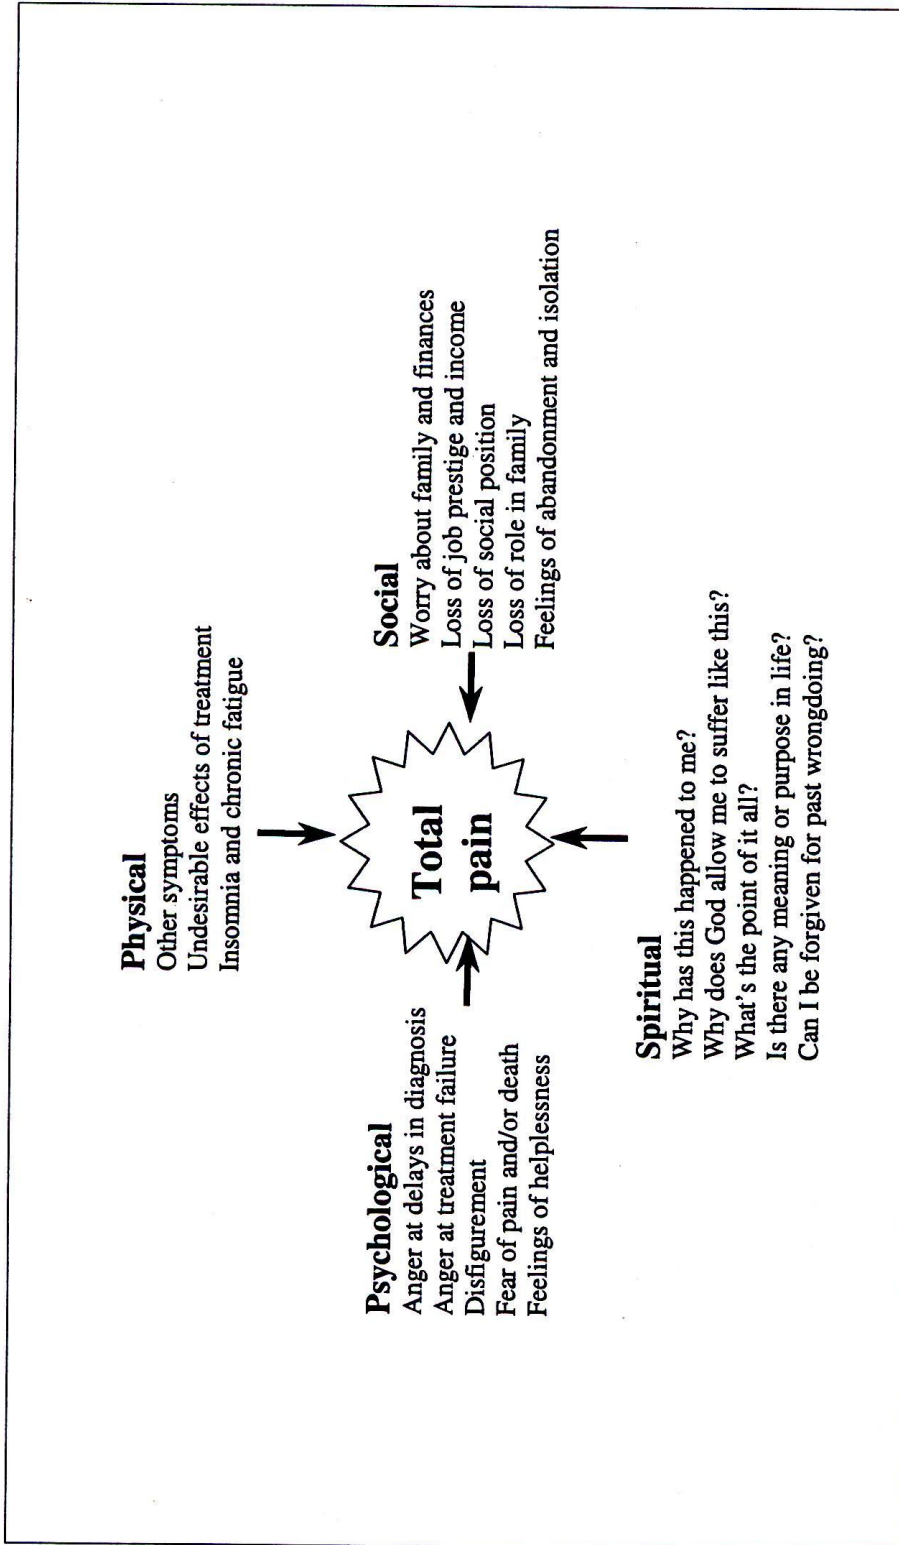 Physical
Other symptoms
Undesirable effects of treatment
Insomnia and chronic fatigue
Psychological
Anger at delays in diagnosis
Anger at treatment failure
Disfigurement
Fear of pain and/or death
Feelings of helplessness
Total
pain
Social
Worry about family and finances
Loss of job prestige and income
Loss of social position
Loss of role in family
Feelings of abandonment and isolation
Spiritual
Why has this happened to me?
Why does God allow me to suffer like this?
What's the point of it all?
Is there any meaning or purpose in life?
Can I be forgiven for past wrongdoing?